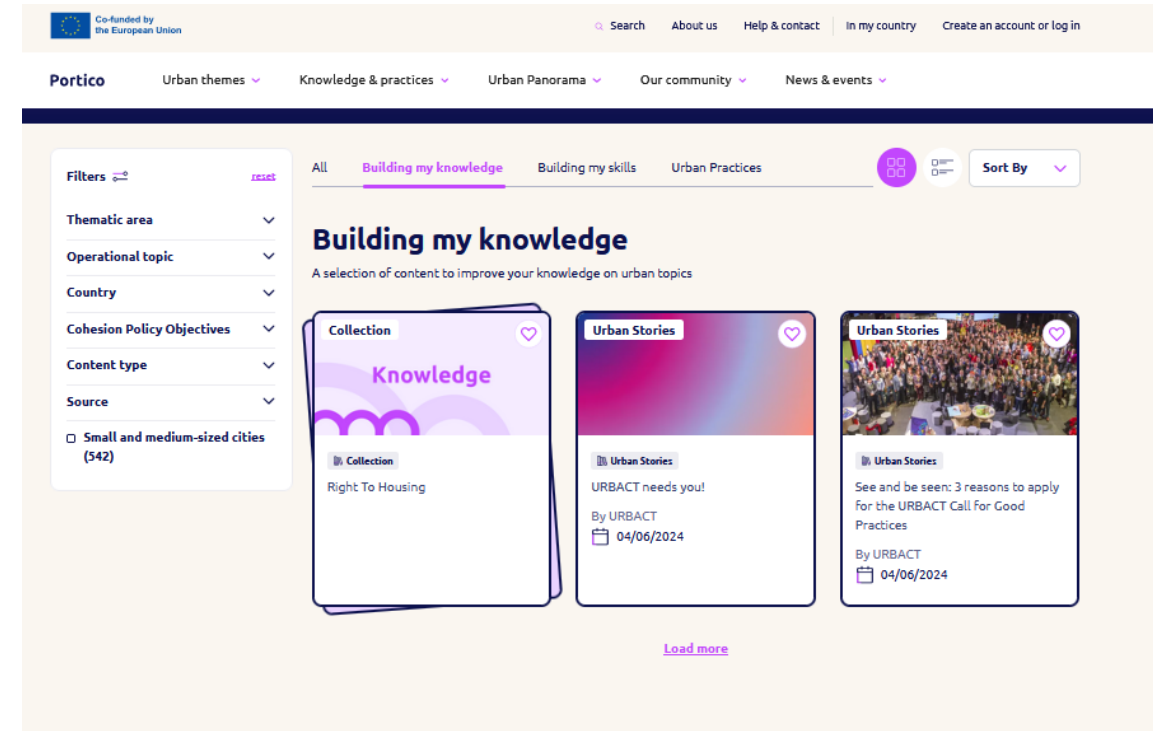 Co-funded by
the European Union
Search About us Help & contact In my country Create an account or log in
Portico Urban themes Knowledge & practices Urban Panorama Our community News & events
Filters reset
Thematic area
Operational topic
Country
Cohesion Policy Objectives
Content type
Source
Small and medium-sized cities
(542)
All Building my knowledge Building my skills Urban Practices Sort By
Building my knowledge
A selection of content to improve your knowledge on urban topics
Collection
Knowledge
Collection
Right To Housing
Urban Stories
Urban Stories
URBACT needs you!
By URBACT
04/06/2024
Urban Stories
Urban Stories
See and be seen: 3 reasons to apply
for the URBACT Call for Good
Practices
By URBACT
04/06/2024
Load more